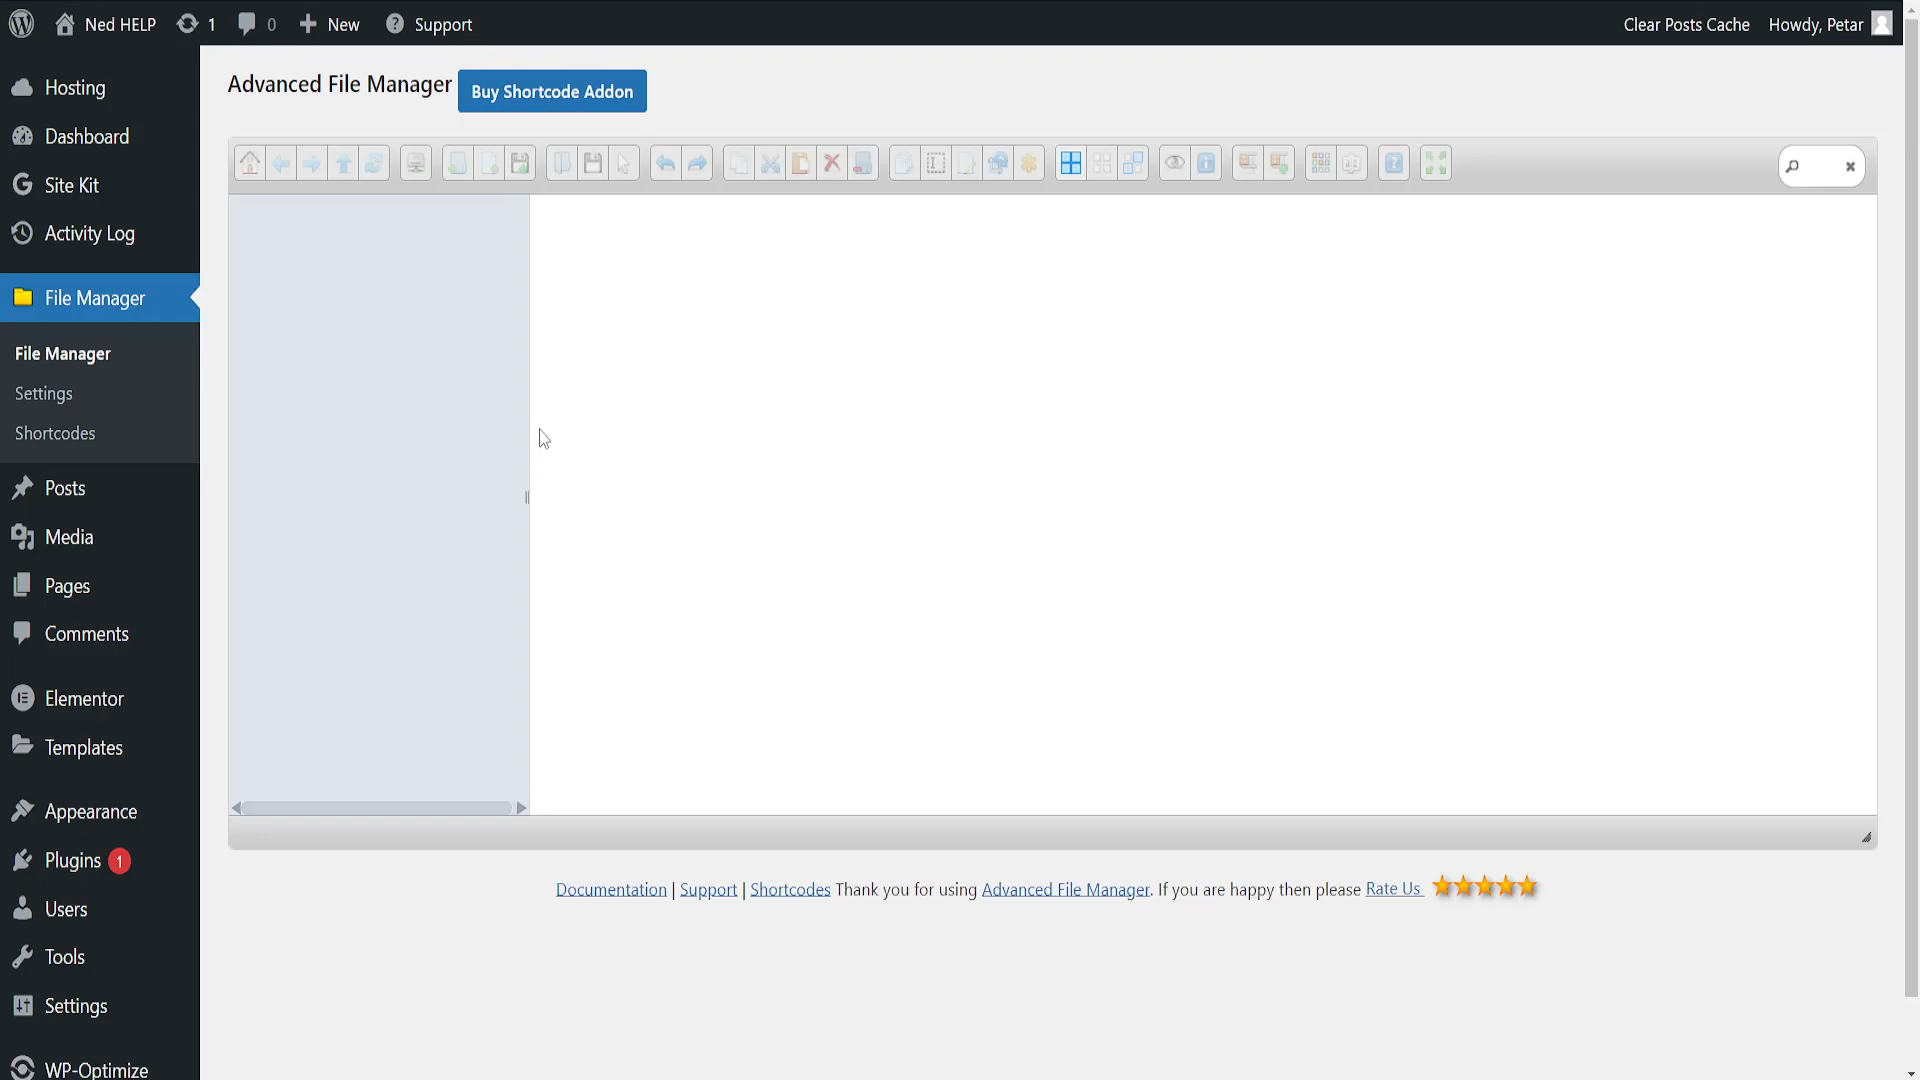 Ned HELP 1 0 New Support Clear Posts Cache Howdy, Petar
Hosting
Dashboard
Site Kit
Activity Log
File Manager
File Manager
Settings
Shortcodes
Posts
Media
Pages
Comments
Elementor
Templates
Appearance
Plugins 1
Users
Tools
Settings
WP-Optimize
Advanced File Manager Buy Shortcode Addon
Documentation | Support | Shortcodes Thank you for using Advanced File Manager. If you are happy then please Rate Us